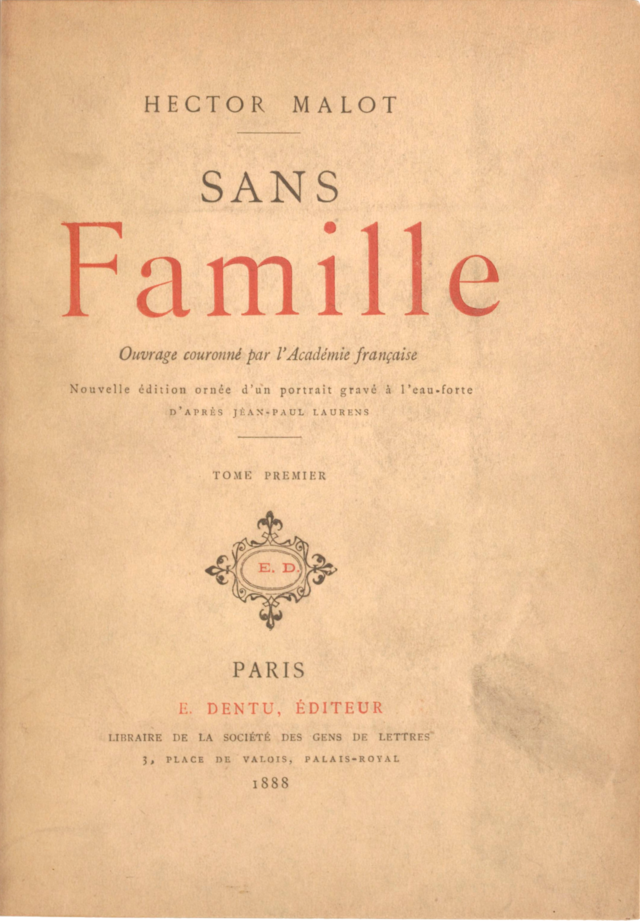 HECTOR MALOT
SANS
Famille
Ouvrage couronné par l'Académie française
Nouvelle édition ornée d'un portrait gravé à l'eau-forte
D'APRÈS JEAN-PAUL LAURENS
TOME PREMIER
E. D.
PARIS
E. DENTU, ÉDITEUR
LIBRAIRE DE LA SOCIÉTÉ DES GENS DE LETTRES
3, PLACE DE VALOIS, PALAIS-ROYAL
1888